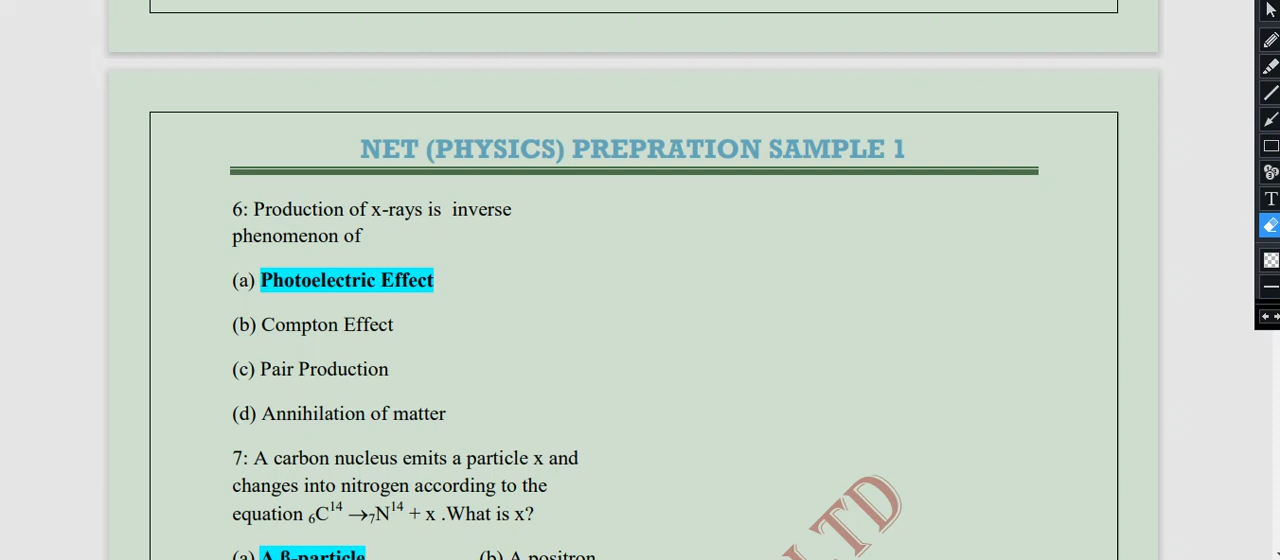 NET (PHYSICS) PREPRATION SAMPLE 1
6: Production of x-rays is inverse
phenomenon of
(a) Photoelectric Effect
(b) Compton Effect
(c) Pair Production
(d) Annihilation of matter
7: A carbon nucleus emits a particle x and
changes into nitrogen according to the
equation ₆C¹⁴ →₇N¹⁴ + x .What is x?
(a) A β-particle (b) A positron
LTD
T